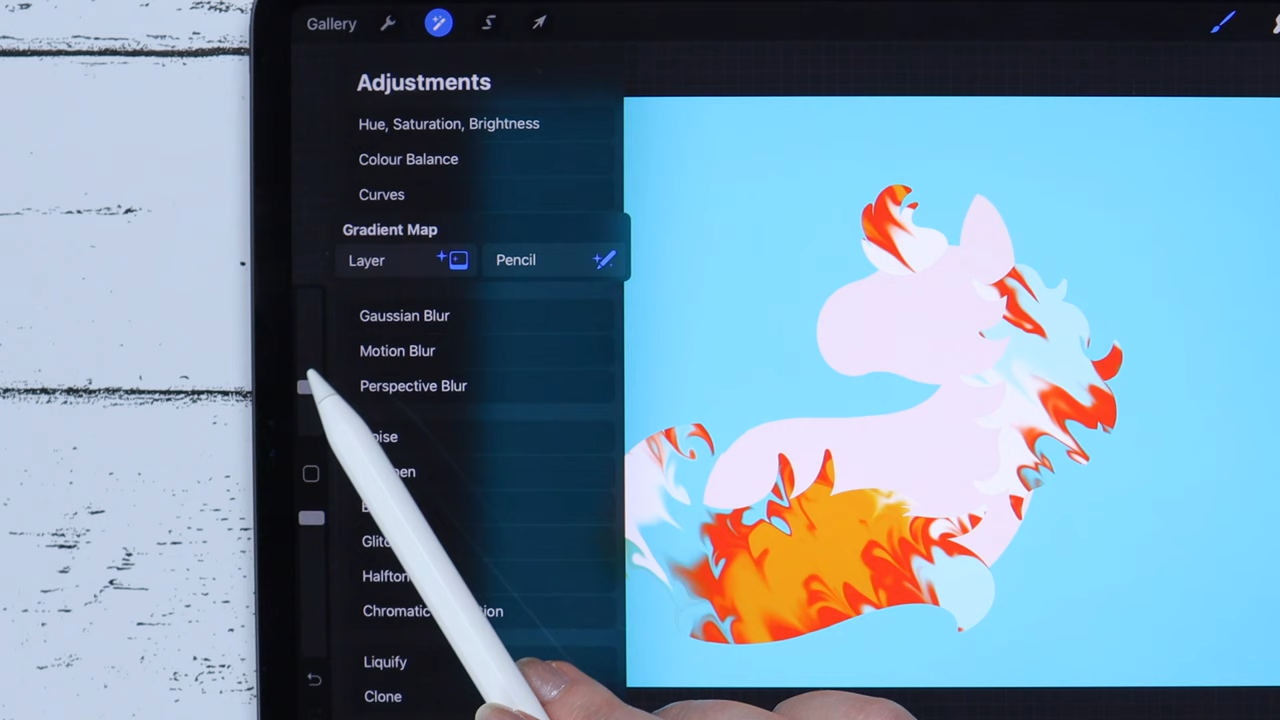 Gallery
Adjustments
Hue, Saturation, Brightness
Colour Balance
Curves
Gradient Map
Layer
Pencil
Gaussian Blur
Motion Blur
Perspective Blur
Liquify
Clone